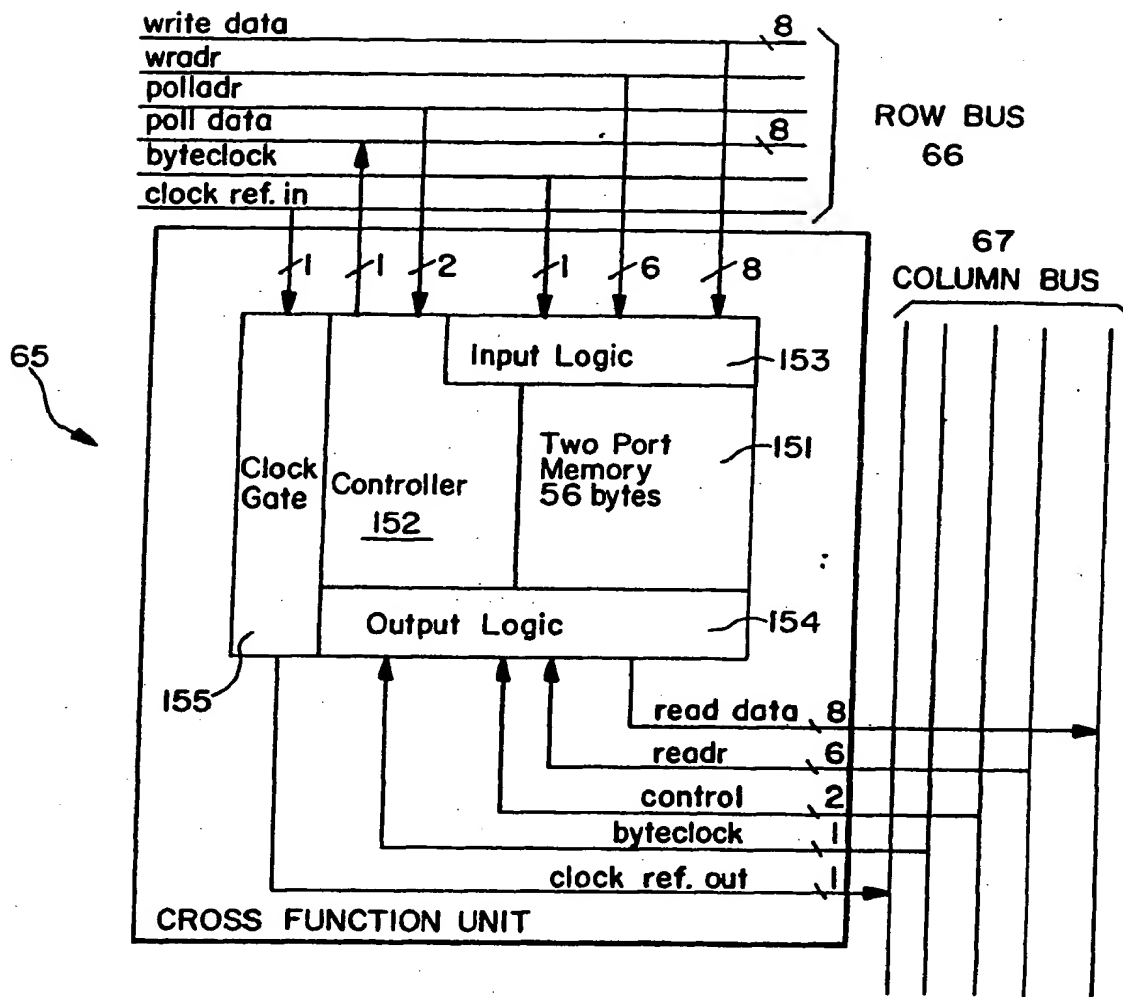 write data
8
wradr
polladr
poll data
8
byteclock
clock ref. in
ROW BUS
66
1
1
2
1
6
8
67
COLUMN BUS
65
Input Logic
153
Two Port
Memory
56 bytes
151
Clock
Gate
Controller
152
Output Logic
154
155
read data
8
readr
6
control
2
byteclock
1
clock ref. out
1
CROSS FUNCTION UNIT